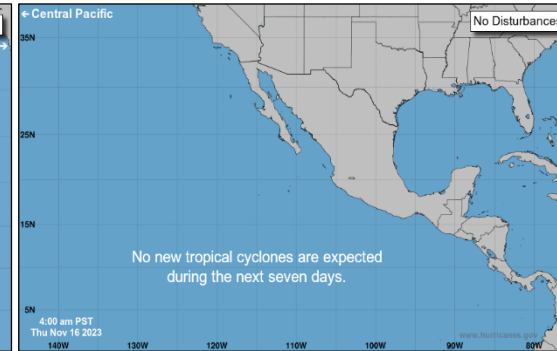 ← Central Pacific
No Disturbances
→
35N
25N
No new tropical cyclones are expected
during the next seven days.
15N
5N
4:00 am PST
Thu Nov 16 2023
www.hurricanes.gov
140W 130W 120W 110W 100W 90W 80W